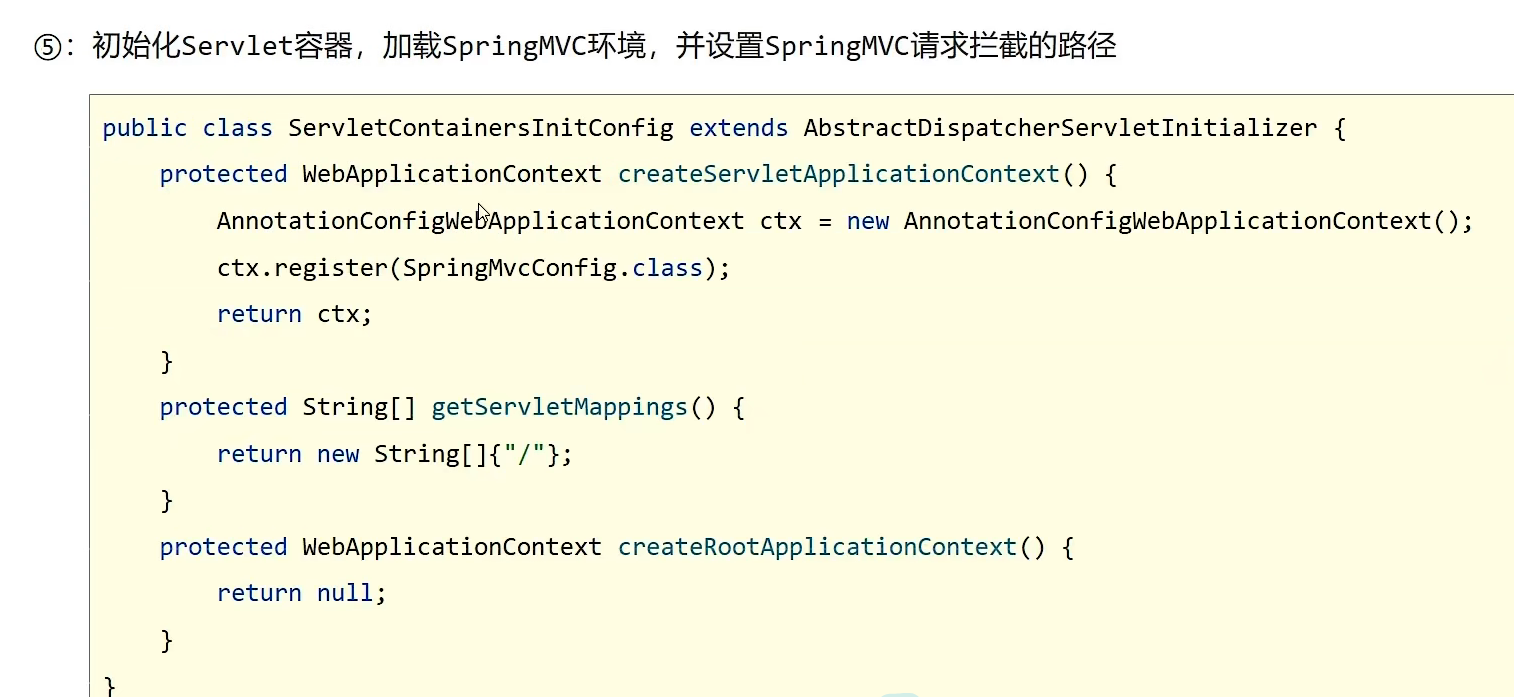 ⑤：初始化Servlet容器，加载SpringMVC环境，并设置SpringMVC请求拦截的路径
public class ServletContainersInitConfig extends AbstractDispatcherServletInitializer {
    protected WebApplicationContext createServletApplicationContext() {
        AnnotationConfigWebApplicationContext ctx = new AnnotationConfigWebApplicationContext();
        ctx.register(SpringMvcConfig.class);
        return ctx;
    }
    protected String[] getServletMappings() {
        return new String[]{"/"};
    }
    protected WebApplicationContext createRootApplicationContext() {
        return null;
    }
}